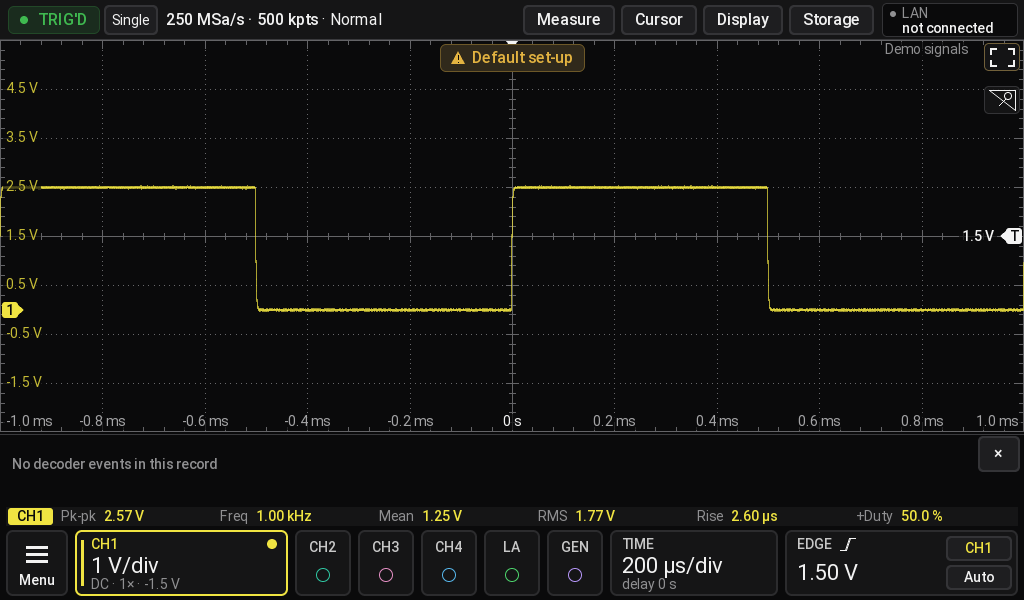 TRIG'D Single 250 MSa/s · 500 kpts · Normal Measure Cursor Display Storage LAN
not connected
Demo signals
Default set-up
4.5 V
3.5 V
2.5 V
1.5 V 1.5 V T
0.5 V
1
-0.5 V
-1.5 V
-1.0 ms -0.8 ms -0.6 ms -0.4 ms -0.2 ms 0 s 0.2 ms 0.4 ms 0.6 ms 0.8 ms 1.0 ms
No decoder events in this record ×
CH1 Pk-pk 2.57 V Freq 1.00 kHz Mean 1.25 V RMS 1.77 V Rise 2.60 µs +Duty 50.0 %
Menu
CH1
1 V/div
DC · 1× · -1.5 V
CH2 CH3 CH4 LA GEN
TIME
200 µs/div
delay 0 s
EDGE CH1
1.50 V Auto